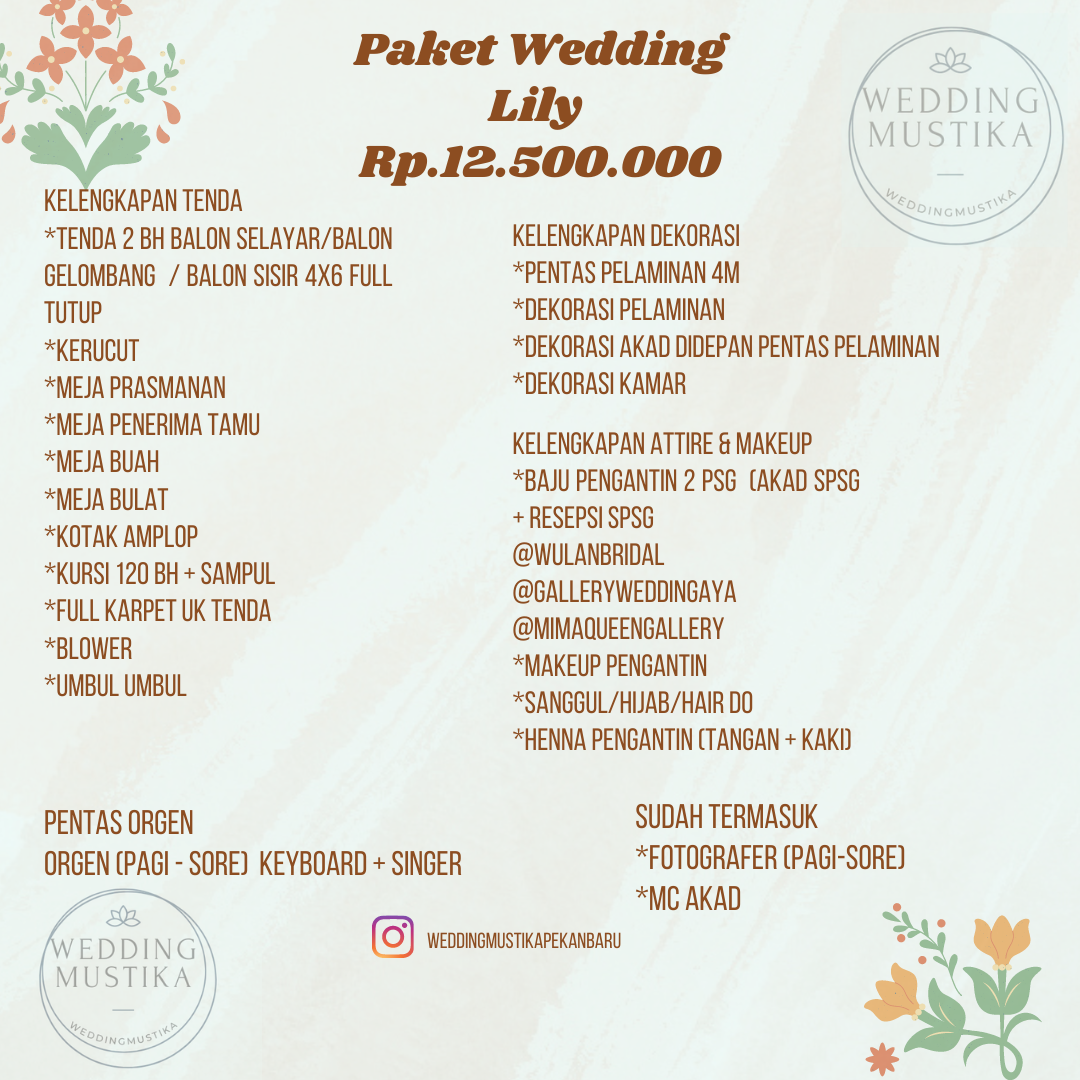 Paket Wedding
Lily
Rp.12.500.000
WEDDING
MUSTIKA
WEDDINGMUSTIKA
KELENGKAPAN TENDA
*TENDA 2 BH BALON SELAYAR/BALON
GELOMBANG / BALON SISIR 4X6 FULL
TUTUP
*KERUCUT
*MEJA PRASMANAN
*MEJA PENERIMA TAMU
*MEJA BUAH
*MEJA BULAT
*KOTAK AMPLOP
*KURSI 120 BH + SAMPUL
*FULL KARPET UK TENDA
*BLOWER
*UMBUL UMBUL
KELENGKAPAN DEKORASI
*PENTAS PELAMINAN 4M
*DEKORASI PELAMINAN
*DEKORASI AKAD DIDEPAN PENTAS PELAMINAN
*DEKORASI KAMAR
KELENGKAPAN ATTIRE & MAKEUP
*BAJU PENGANTIN 2 PSG (AKAD SPSG
+ RESEPSI SPSG
@WULANBRIDAL
@GALLERYWEDDINGAYA
@MIMAQUEENGALLERY
*MAKEUP PENGANTIN
*SANGGUL/HIJAB/HAIR DO
*HENNA PENGANTIN (TANGAN + KAKI)
PENTAS ORGEN
ORGEN (PAGI - SORE) KEYBOARD + SINGER
SUDAH TERMASUK
*FOTOGRAFER (PAGI-SORE)
*MC AKAD
WEDDING
MUSTIKA
WEDDINGMUSTIKA
WEDDINGMUSTIKAPEKANBARU